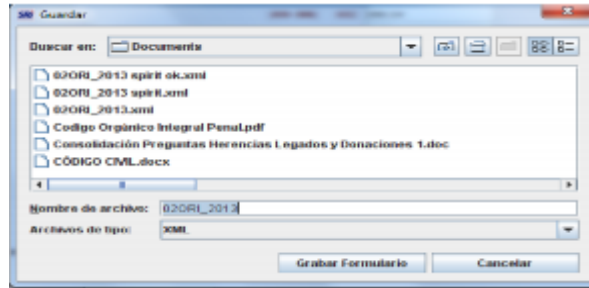 SRI Guardar
Buscar en: Documents
02ORI_2013 spirit ok.xml
02ORI_2013 spirit.xml
02ORI_2013.xml
Codigo Orgánico Integral Penal.pdf
Consolidación Preguntas Herencias Legados y Donaciones 1.doc
CÓDIGO CIVIL.docx
Nombre de archivo: 02ORI_2013
Archivos de tipo: XML
Grabar Formulario Cancelar